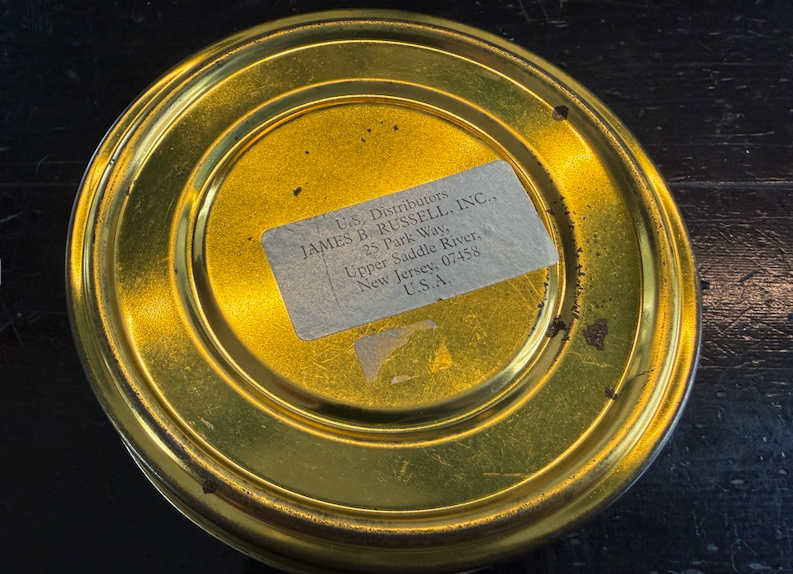 U.S. Distributors
JAMES B. RUSSELL, INC.,
25 Park Way,
Upper Saddle River,
New Jersey, 07458
U.S.A.